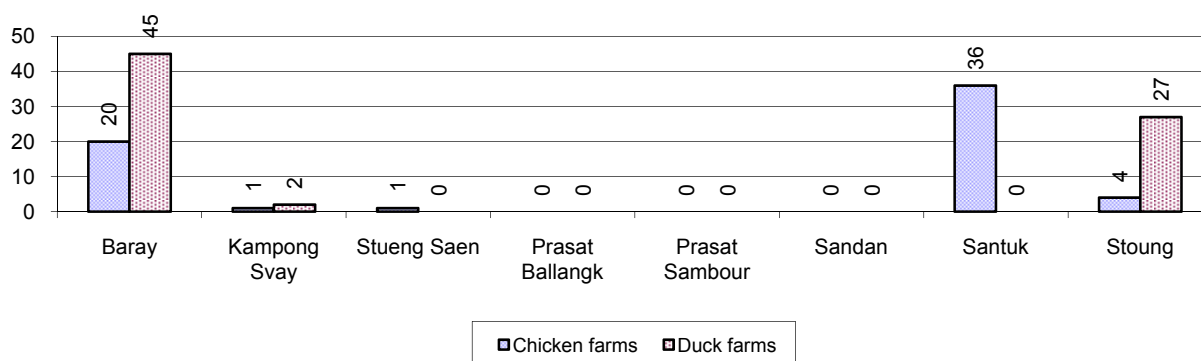 50
40
30
20
10
0
20
45
1
2
1
0
0
0
0
0
0
0
36
0
4
27
Baray
Kampong
Svay
Stueng Saen
Prasat
Ballangk
Prasat
Sambour
Sandan
Santuk
Stoung
Chicken farms
Duck farms